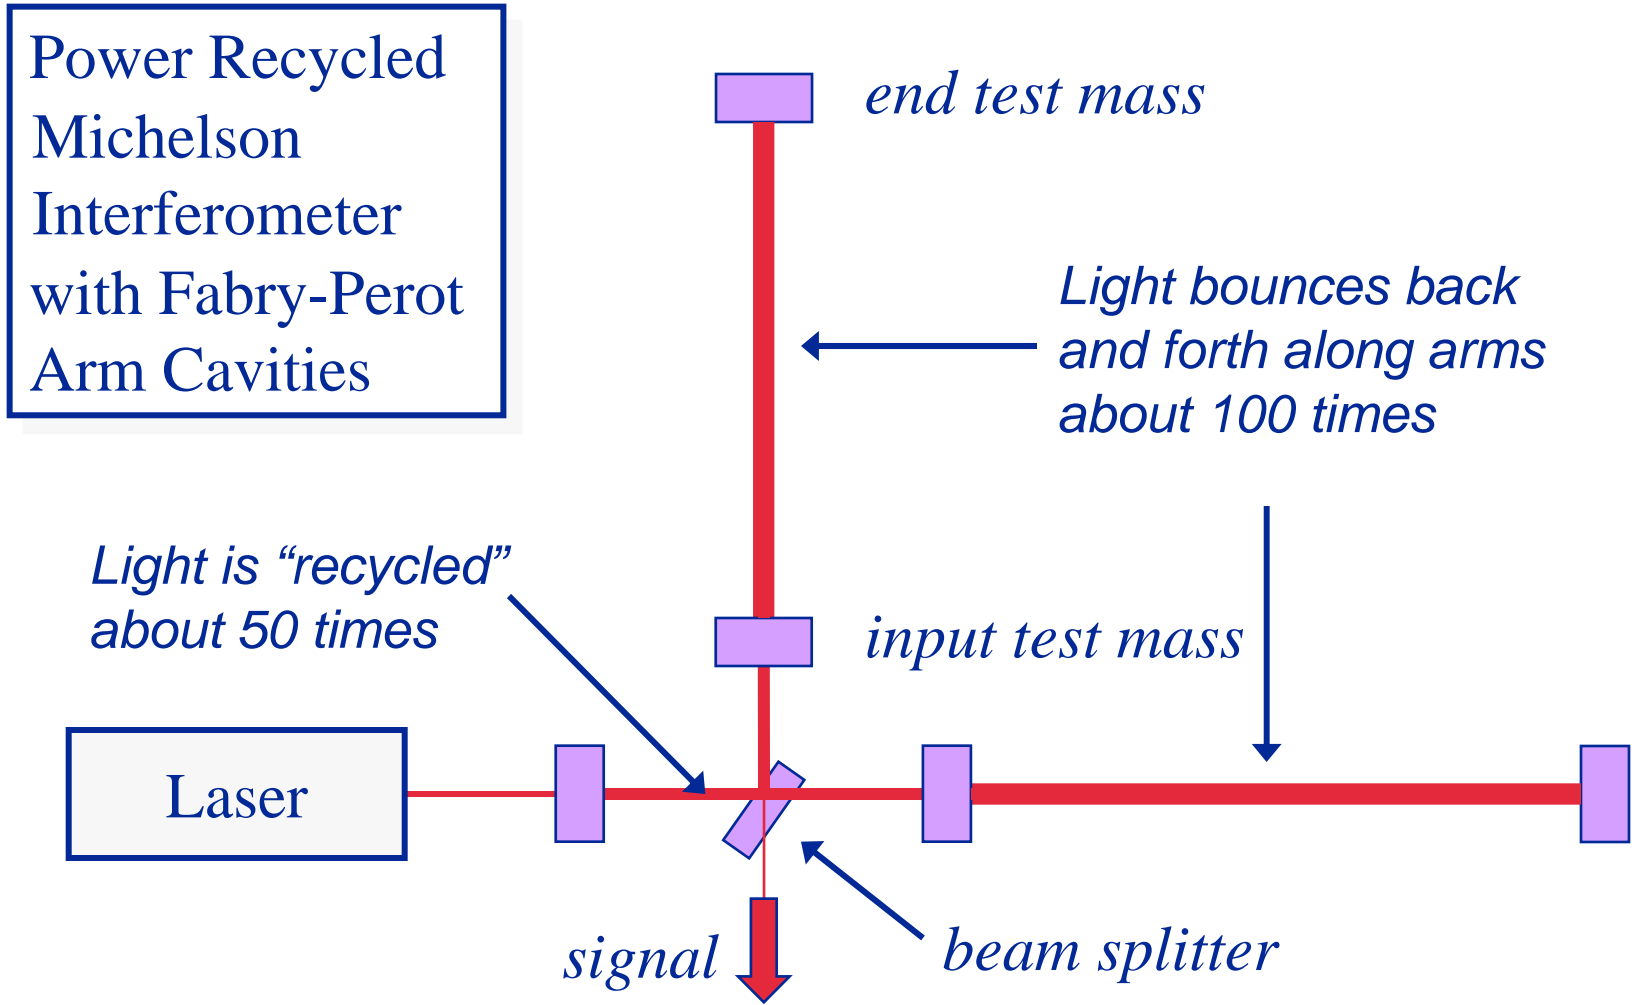 Power Recycled
Michelson
Interferometer
with Fabry-Perot
Arm Cavities
end test mass
Light bounces back
and forth along arms
about 100 times
Light is “recycled”
about 50 times
input test mass
Laser
signal
beam splitter